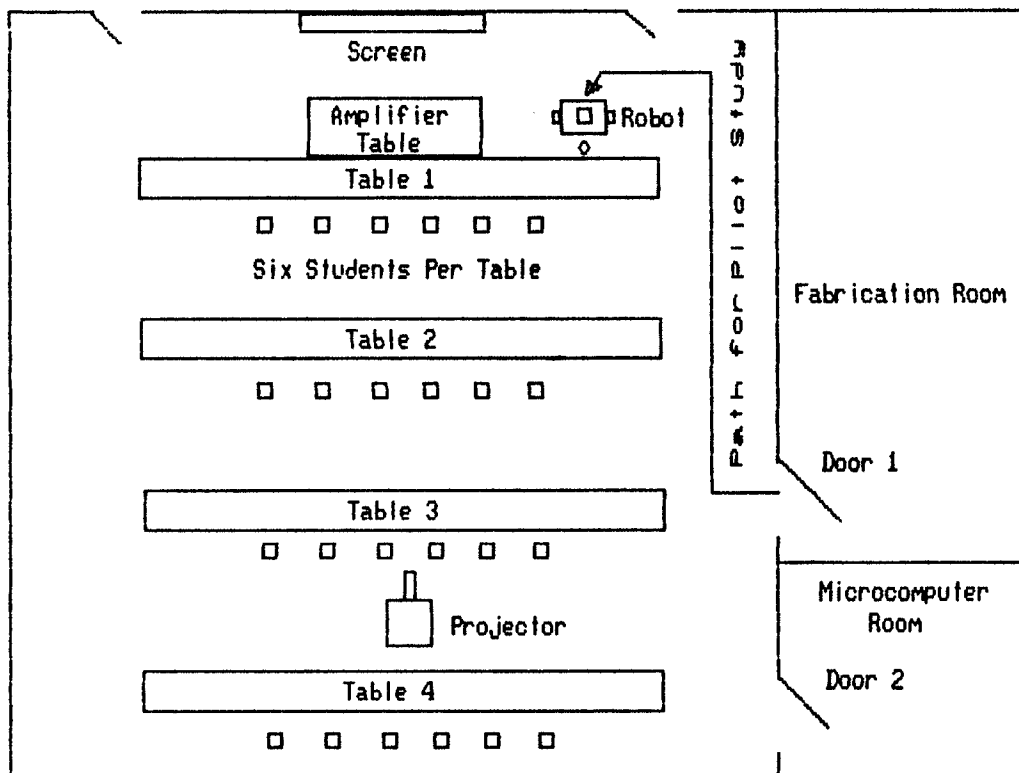 Screen
Amplifier
Table
Robot
Table 1
Six Students Per Table
Path for Pilot Study
Fabrication Room
Table 2
Door 1
Table 3
Microcomputer
Room
Projector
Door 2
Table 4